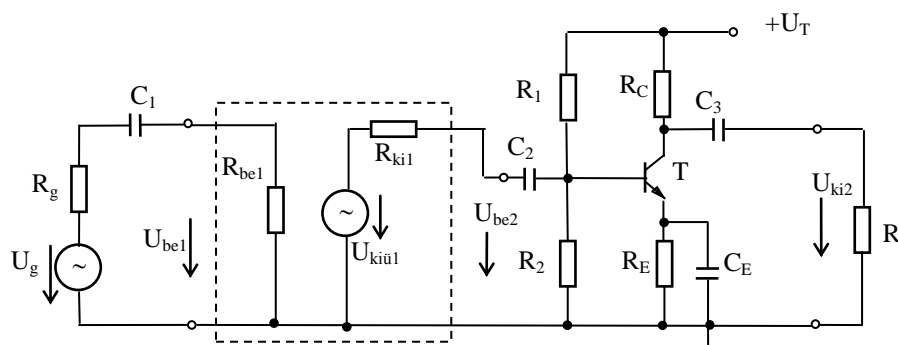 +U_T
R_1
R_C
C_1
C_3
R_be1
R_ki1
C_2
R_g
~
T
U_be1
U_kiü1
U_be2
U_ki2
R
U_g
~
R_2
R_E
C_E